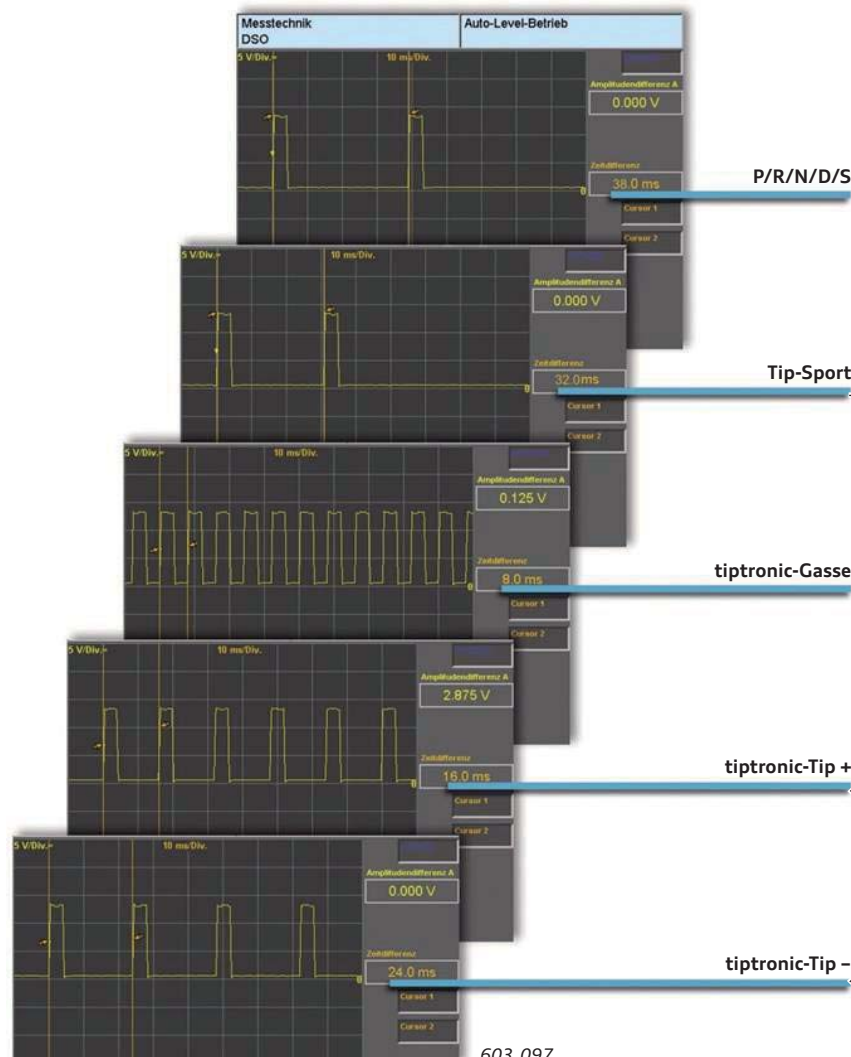 Messtechnik
DSO
Auto-Level-Betrieb
5 V/Div.=
10 ms/Div.
Amplitudendifferenz A
0.000 V
Zeitdifferenz
38.0 ms
Cursor 1
Cursor 2
P/R/N/D/S
5 V/Div.=
10 ms/Div.
Amplitudendifferenz A
0.000 V
Zeitdifferenz
32.0ms
Cursor 1
Cursor 2
Tip-Sport
5 V/Div.=
10 ms/Div.
Amplitudendifferenz A
0.125 V
Zeitdifferenz
8.0 ms
Cursor 1
Cursor 2
tiptronic-Gasse
5 V/Div.=
10 ms/Div.
Amplitudendifferenz A
2.875 V
Zeitdifferenz
16.0 ms
Cursor 1
Cursor 2
tiptronic-Tip +
5 V/Div.=
10 ms/Div.
Amplitudendifferenz A
0.000 V
Zeitdifferenz
24.0 ms
Cursor 1
Cursor 2
tiptronic-Tip –
603_097